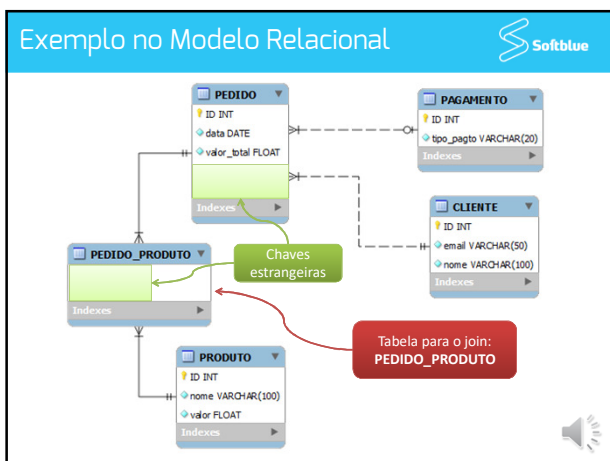 Exemplo no Modelo Relacional
Softblue
PEDIDO
ID INT
data DATE
valor_total FLOAT
Indexes
PAGAMENTO
ID INT
tipo_pagto VARCHAR(20)
Indexes
CLIENTE
ID INT
email VARCHAR(50)
nome VARCHAR(100)
Indexes
PEDIDO_PRODUTO
Indexes
Chaves
estrangeiras
Tabela para o join:
PEDIDO_PRODUTO
PRODUTO
ID INT
nome VARCHAR(100)
valor FLOAT
Indexes